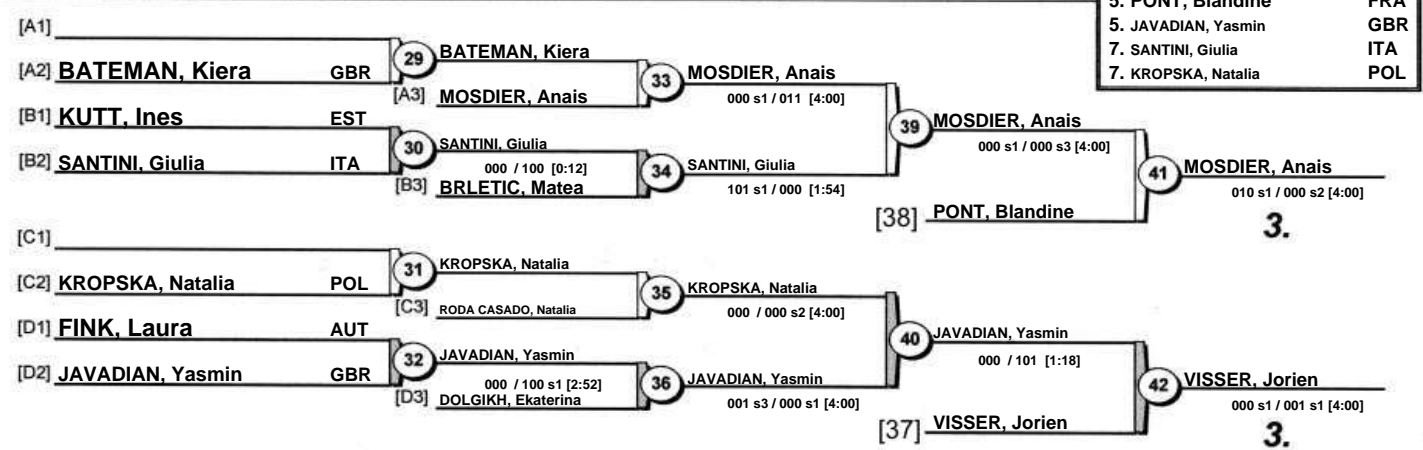 5. PONT, Blandine FRA
5. JAVADIAN, Yasmin GBR
7. SANTINI, Giulia ITA
7. KROPSKA, Natalia POL
[A1]
[A2] BATEMAN, Kiera GBR
29
BATEMAN, Kiera
[A3] MOSDIER, Anais
33
MOSDIER, Anais
000 s1 / 011 [4:00]
[B1] KUTT, Ines EST
[B2] SANTINI, Giulia ITA
30
SANTINI, Giulia
000 / 100 [0:12]
[B3] BRLETIC, Matea
34
SANTINI, Giulia
101 s1 / 000 [1:54]
39
MOSDIER, Anais
000 s1 / 000 s3 [4:00]
[38] PONT, Blandine
41
MOSDIER, Anais
010 s1 / 000 s2 [4:00]
3.
[C1]
[C2] KROPSKA, Natalia POL
31
KROPSKA, Natalia
[C3] RODA CASADO, Natalia
35
KROPSKA, Natalia
000 / 000 s2 [4:00]
[D1] FINK, Laura AUT
[D2] JAVADIAN, Yasmin GBR
32
JAVADIAN, Yasmin
000 / 100 s1 [2:52]
[D3] DOLGIKH, Ekaterina
36
JAVADIAN, Yasmin
001 s3 / 000 s1 [4:00]
40
JAVADIAN, Yasmin
000 / 101 [1:18]
[37] VISSER, Jorien
42
VISSER, Jorien
000 s1 / 001 s1 [4:00]
3.